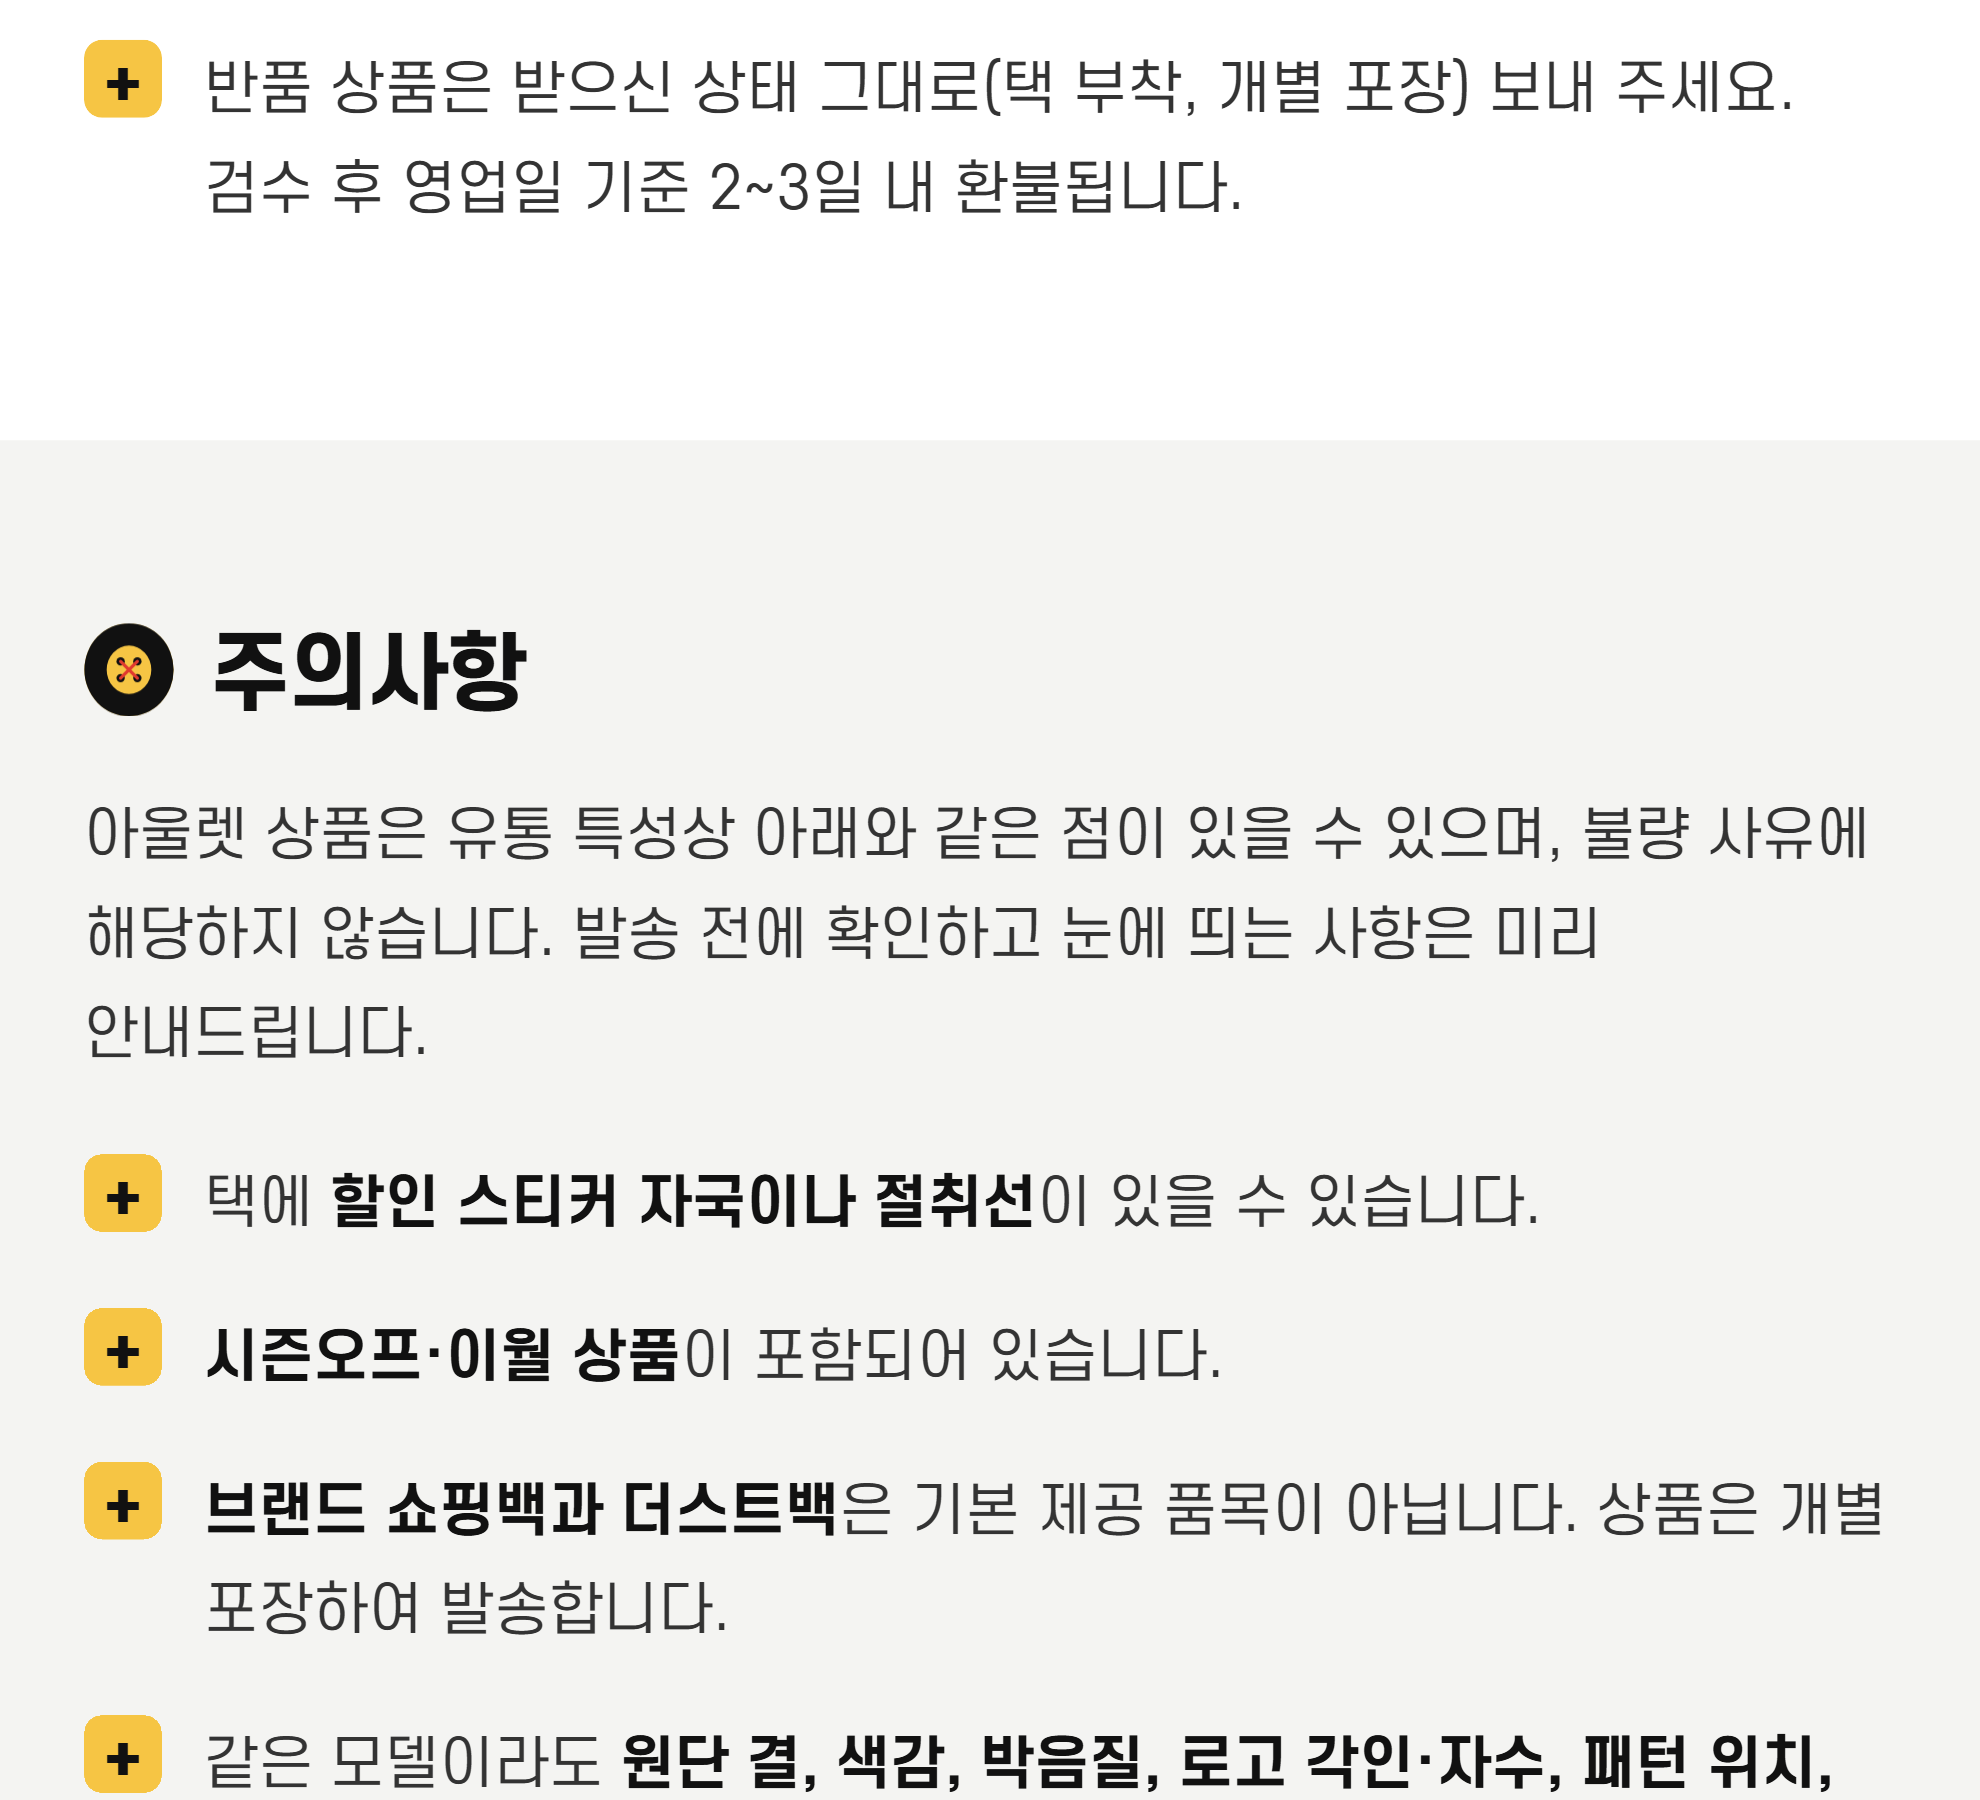 반품 상품은 받으신 상태 그대로(택 부착, 개별 포장) 보내 주세요.
검수 후 영업일 기준 2~3일 내 환불됩니다.
주의사항
아울렛 상품은 유통 특성상 아래와 같은 점이 있을 수 있으며, 불량 사유에
해당하지 않습니다. 발송 전에 확인하고 눈에 띄는 사항은 미리
안내드립니다.
택에 할인 스티커 자국이나 절취선이 있을 수 있습니다.
시즌오프·이월 상품이 포함되어 있습니다.
브랜드 쇼핑백과 더스트백은 기본 제공 품목이 아닙니다. 상품은 개별
포장하여 발송합니다.
같은 모델이라도 원단 결, 색감, 박음질, 로고 각인·자수, 패턴 위치,